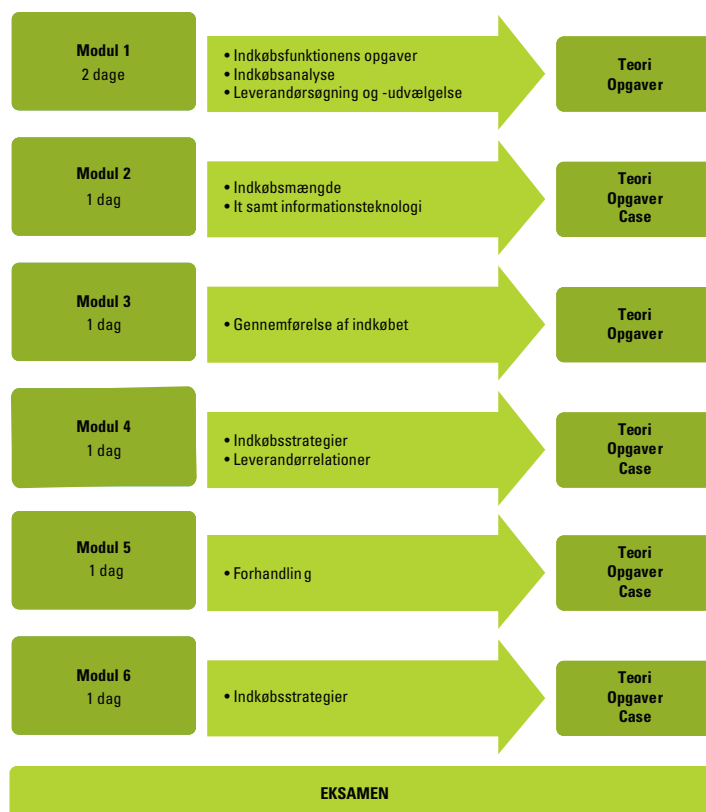 Modul 1
2 dage
• Indkøbsfunktionens opgaver
• Indkøbsanalyse
• Leverandørsøgning og -udvælgelse
Teori
Opgaver
Modul 2
1 dag
• Indkøbsmængde
• It samt informationsteknologi
Teori
Opgaver
Case
Modul 3
1 dag
• Gennemførelse af indkøbet
Teori
Opgaver
Modul 4
1 dag
• Indkøbsstrategier
• Leverandørrelationer
Teori
Opgaver
Case
Modul 5
1 dag
• Forhandling
Teori
Opgaver
Case
Modul 6
1 dag
• Indkøbsstrategier
Teori
Opgaver
Case
EKSAMEN